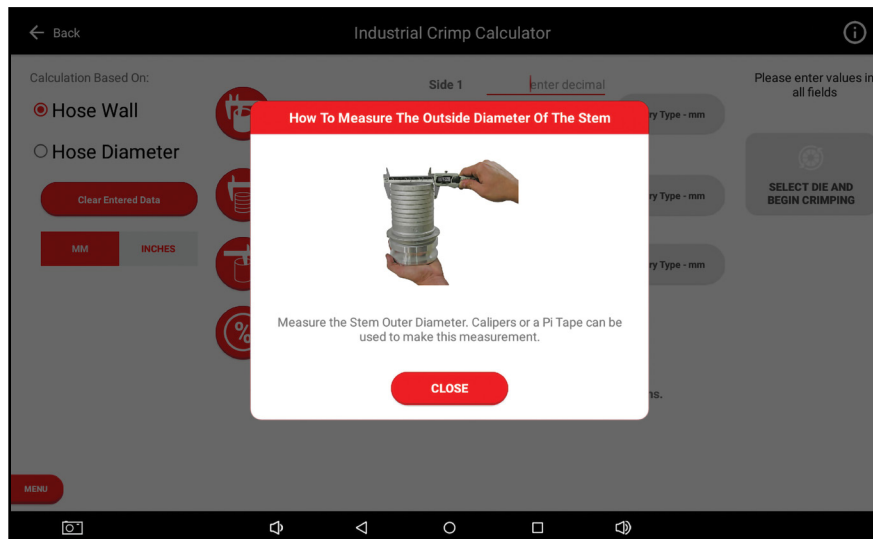 Back
Industrial Crimp Calculator
Calculation Based On:
Hose Wall
Hose Diameter
Clear Entered Data
MM
INCHES
Side 1
enter decimal
Please enter values in
all fields
ry Type - mm
ry Type - mm
ry Type - mm
SELECT DIE AND
BEGIN CRIMPING
How To Measure The Outside Diameter Of The Stem
Measure the Stem Outer Diameter. Calipers or a Pi Tape can be
used to make this measurement.
CLOSE
ns.
%
MENU